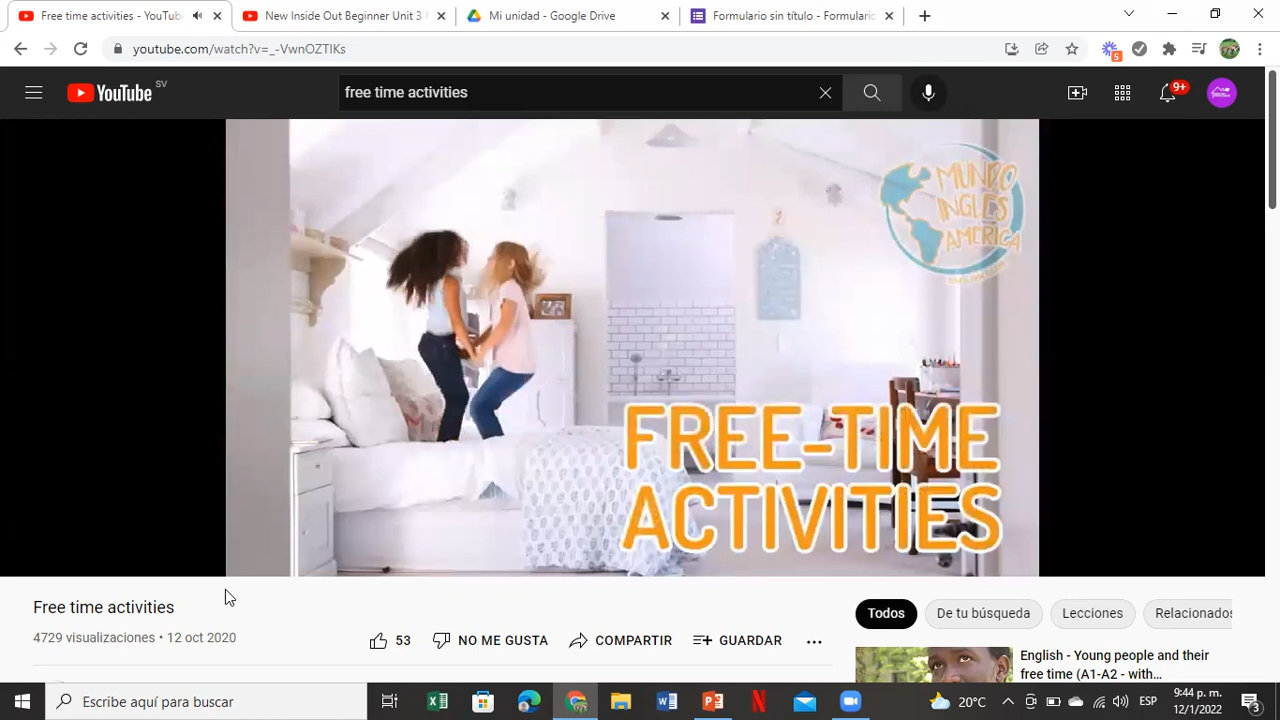 Free time activities - YouTube
New Inside Out Beginner Unit 3
Mi unidad - Google Drive
Formulario sin título - Formulario
youtube.com/watch?v=_-VwnOZTIKs
5
YouTube SV
free time activities
9+
MUNDO
INGLES
AMERICA
FREE-TIME
ACTIVITIES
Free time activities
4729 visualizaciones • 12 oct 2020
53
NO ME GUSTA
COMPARTIR
GUARDAR
Todos
De tu búsqueda
Lecciones
Relacionados
English - Young people and their
free time (A1-A2 - with...
Escribe aquí para buscar
20°C
ESP
9:44 p. m.
12/1/2022
3